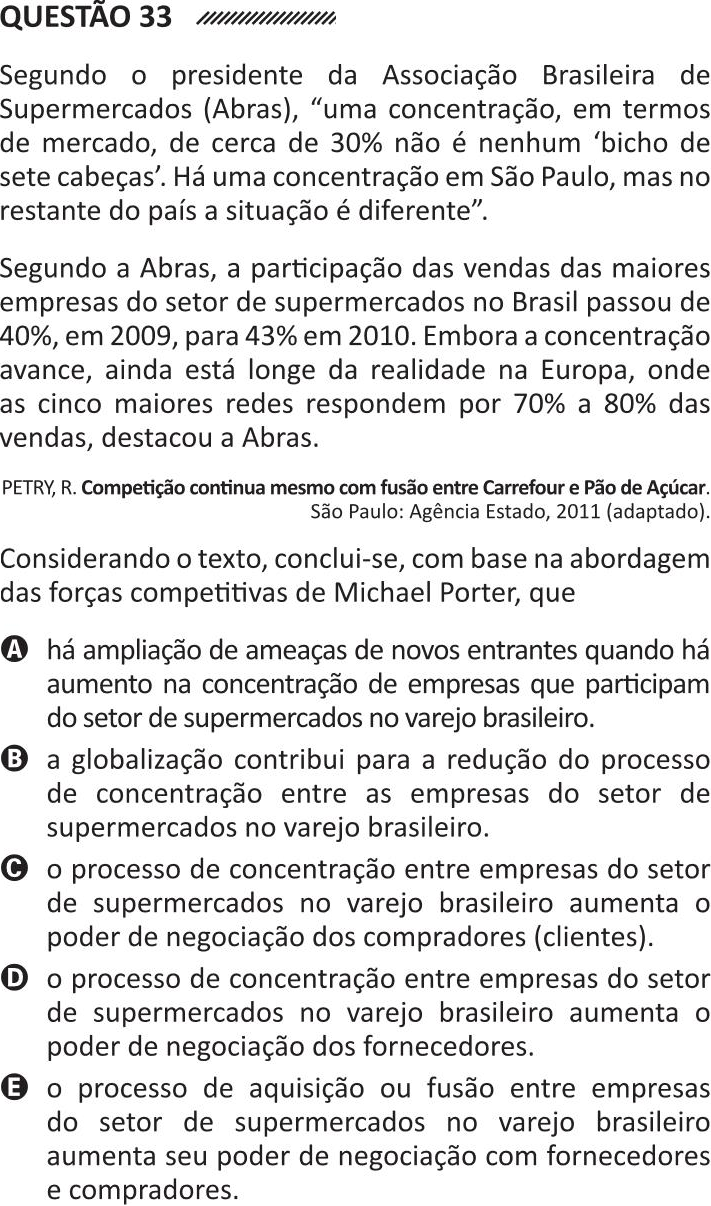 QUESTÃO 33
Segundo o presidente da Associação Brasileira de
Supermercados (Abras), “uma concentração, em termos
de mercado, de cerca de 30% não é nenhum ‘bicho de
sete cabeças’. Há uma concentração em São Paulo, mas no
restante do país a situação é diferente”.
Segundo a Abras, a participação das vendas das maiores
empresas do setor de supermercados no Brasil passou de
40%, em 2009, para 43% em 2010. Embora a concentração
avance, ainda está longe da realidade na Europa, onde
as cinco maiores redes respondem por 70% a 80% das
vendas, destacou a Abras.
PETRY, R. Competição continua mesmo com fusão entre Carrefour e Pão de Açúcar.
São Paulo: Agência Estado, 2011 (adaptado).
Considerando o texto, conclui-se, com base na abordagem
das forças competitivas de Michael Porter, que
A há ampliação de ameaças de novos entrantes quando há
aumento na concentração de empresas que participam
do setor de supermercados no varejo brasileiro.
B a globalização contribui para a redução do processo
de concentração entre as empresas do setor de
supermercados no varejo brasileiro.
C o processo de concentração entre empresas do setor
de supermercados no varejo brasileiro aumenta o
poder de negociação dos compradores (clientes).
D o processo de concentração entre empresas do setor
de supermercados no varejo brasileiro aumenta o
poder de negociação dos fornecedores.
E o processo de aquisição ou fusão entre empresas
do setor de supermercados no varejo brasileiro
aumenta seu poder de negociação com fornecedores
e compradores.